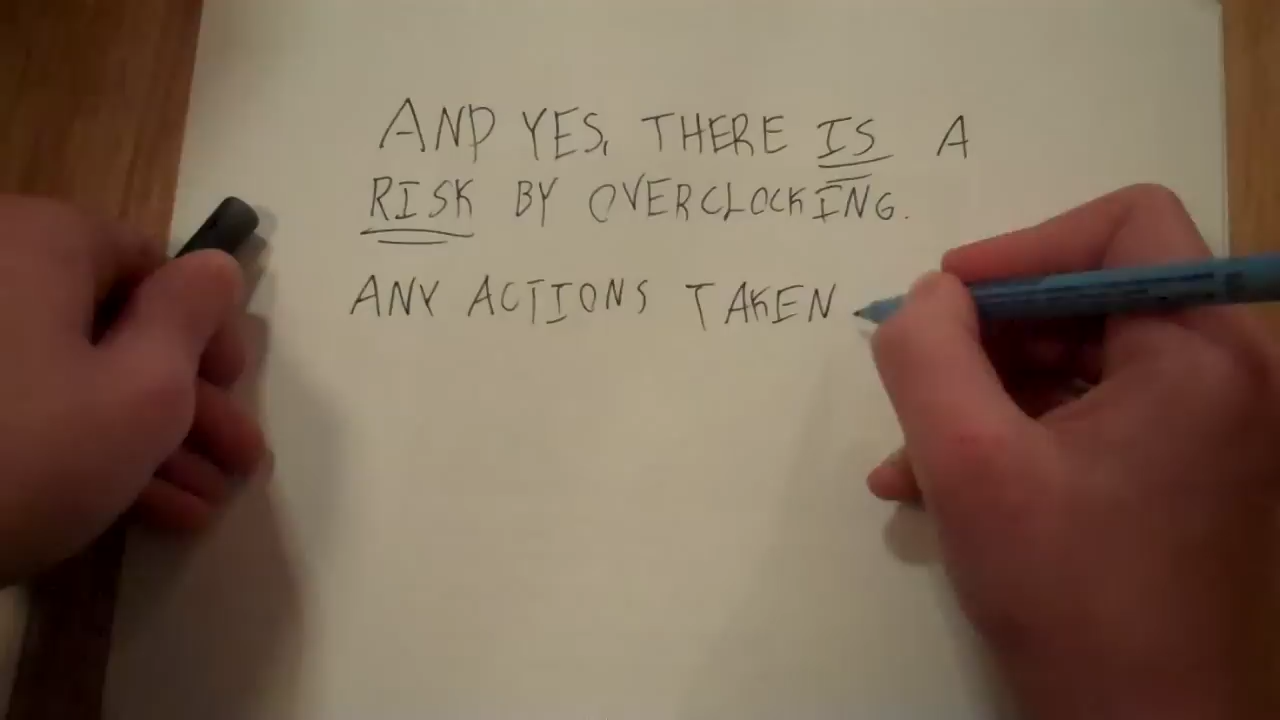 AND YES, THERE IS A
RISK BY OVERCLOCKING.
ANY ACTIONS TAKEN